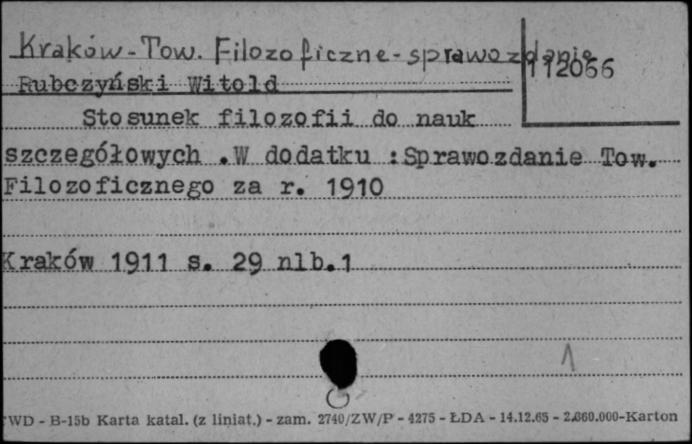 Kraków - Tow. Filozoficzne - sprawozdanie
112066
Rubczyński Witold
Stosunek filozofii do nauk
szczegółowych .W dodatku :Sprawozdanie Tow.
Filozoficznego za r. 1910
Kraków 1911 s. 29 nlb.1
1
G
WD - B-15b Karta katal. (z liniat.) - zam. 2740/ZW/P - 4275 - ŁDA - 14.12.65 - 2.860.000-Karton